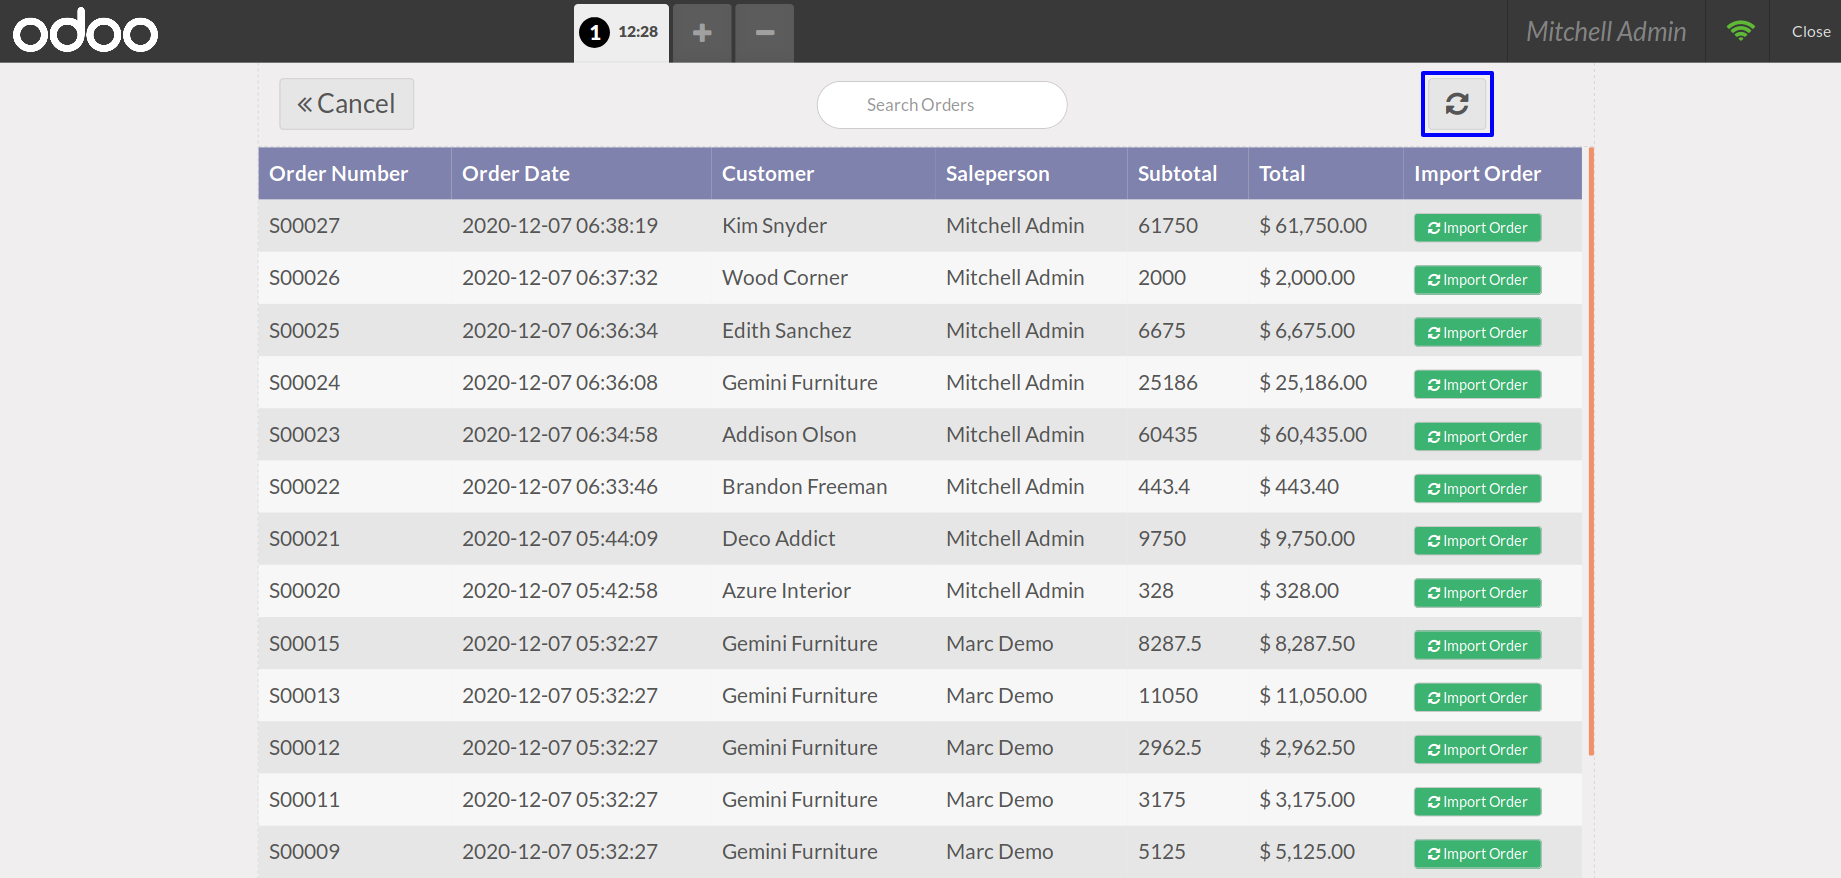 odoo 1 12:28 Mitchell Admin Close
« Cancel Search Orders
Order Number Order Date Customer Saleperson Subtotal Total Import Order
S00027 2020-12-07 06:38:19 Kim Snyder Mitchell Admin 61750 $ 61,750.00 Import Order
S00026 2020-12-07 06:37:32 Wood Corner Mitchell Admin 2000 $ 2,000.00 Import Order
S00025 2020-12-07 06:36:34 Edith Sanchez Mitchell Admin 6675 $ 6,675.00 Import Order
S00024 2020-12-07 06:36:08 Gemini Furniture Mitchell Admin 25186 $ 25,186.00 Import Order
S00023 2020-12-07 06:34:58 Addison Olson Mitchell Admin 60435 $ 60,435.00 Import Order
S00022 2020-12-07 06:33:46 Brandon Freeman Mitchell Admin 443.4 $ 443.40 Import Order
S00021 2020-12-07 05:44:09 Deco Addict Mitchell Admin 9750 $ 9,750.00 Import Order
S00020 2020-12-07 05:42:58 Azure Interior Mitchell Admin 328 $ 328.00 Import Order
S00015 2020-12-07 05:32:27 Gemini Furniture Marc Demo 8287.5 $ 8,287.50 Import Order
S00013 2020-12-07 05:32:27 Gemini Furniture Marc Demo 11050 $ 11,050.00 Import Order
S00012 2020-12-07 05:32:27 Gemini Furniture Marc Demo 2962.5 $ 2,962.50 Import Order
S00011 2020-12-07 05:32:27 Gemini Furniture Marc Demo 3175 $ 3,175.00 Import Order
S00009 2020-12-07 05:32:27 Gemini Furniture Marc Demo 5125 $ 5,125.00 Import Order